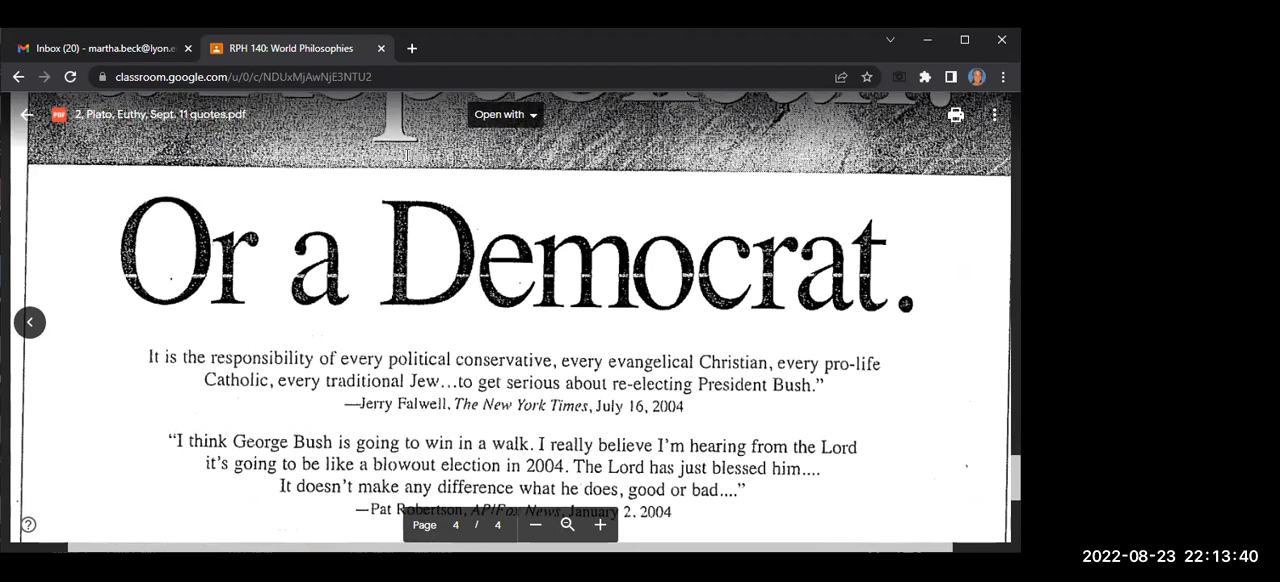 Inbox (20) - martha.beck@lyon.e
RPH 140: World Philosophies
classroom.google.com/u/0/c/NDUxMjAwNjE3NTU2
2, Plato, Euthy, Sept. 11 quotes.pdf
Open with
Or a Democrat.
It is the responsibility of every political conservative, every evangelical Christian, every pro-life
Catholic, every traditional Jew...to get serious about re-electing President Bush.”
—Jerry Falwell, The New York Times, July 16, 2004
“I think George Bush is going to win in a walk. I really believe I’m hearing from the Lord
it’s going to be like a blowout election in 2004. The Lord has just blessed him....
It doesn’t make any difference what he does, good or bad....”
—Pat Robertson, AP/Fox News, January 2, 2004
Page 4 / 4
2022-08-23 22:13:40